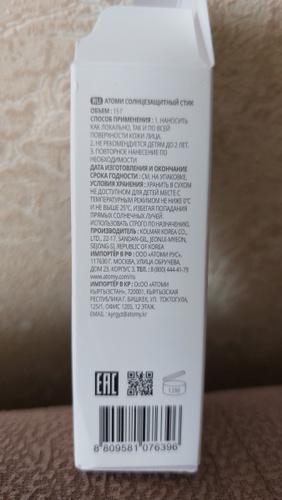 RU АТОМИ СОЛНЦЕЗАЩИТНЫЙ СТИК
ОБЪЕМ : 15 Г
СПОСОБ ПРИМЕНЕНИЯ : 1. НАНОСИТЬ
КАК ЛОКАЛЬНО, ТАК И ПО ВСЕЙ
ПОВЕРХНОСТИ КОЖИ ЛИЦА.
2. НЕ РЕКОМЕНДУЕТСЯ ДЕТЯМ ДО 2 ЛЕТ.
3. ПОВТОРНОЕ НАНЕСЕНИЕ ПО
НЕОБХОДИМОСТИ
ДАТА ИЗГОТОВЛЕНИЯ И ОКОНЧАНИЕ
СРОКА ГОДНОСТИ : СМ. НА УПАКОВКЕ.
УСЛОВИЯ ХРАНЕНИЯ : ХРАНИТЬ В СУХОМ
НЕ ДОСТУПНОМ ДЛЯ ДЕТЕЙ МЕСТЕ С
ТЕМПЕРАТУРНЫМ РЕЖИМОМ НЕ НИЖЕ 0°C
И НЕ ВЫШЕ 25°C, ИЗБЕГАЯ ПОПАДАНИЯ
ПРЯМЫХ СОЛНЕЧНЫХ ЛУЧЕЙ.
ИСПОЛЬЗОВАТЬ СТРОГО ПО НАЗНАЧЕНИЮ.
ПРОИЗВОДИТЕЛЬ : KOLMAR KOREA CO.,
LTD., 22-17, SANDAN-GIL, JEONUI-MYEON,
SEJONG-SI, REPUBLIC OF KOREA
ИМПОРТЁР В РФ : ООО «АТОМИ РУС»,
117630 Г. МОСКВА, УЛИЦА ОБРУЧЕВА,
ДОМ 23, КОРПУС 3. ТЕЛ.: 8 (800) 444-41-79
www.atomy.com/ru
ИМПОРТЁР В КР : ОсОО «АТОМИ
КЫРГЫЗСТАН», 720001, КЫРГЫЗСКАЯ
РЕСПУБЛИКА Г. БИШКЕК, УЛ. ТОКТОГУЛА,
125/1, ОФИС 1205, 12 ЭТАЖ.
EMAIL : kyrgyz@atomy.kr
EAC
12M
8 809581 076396